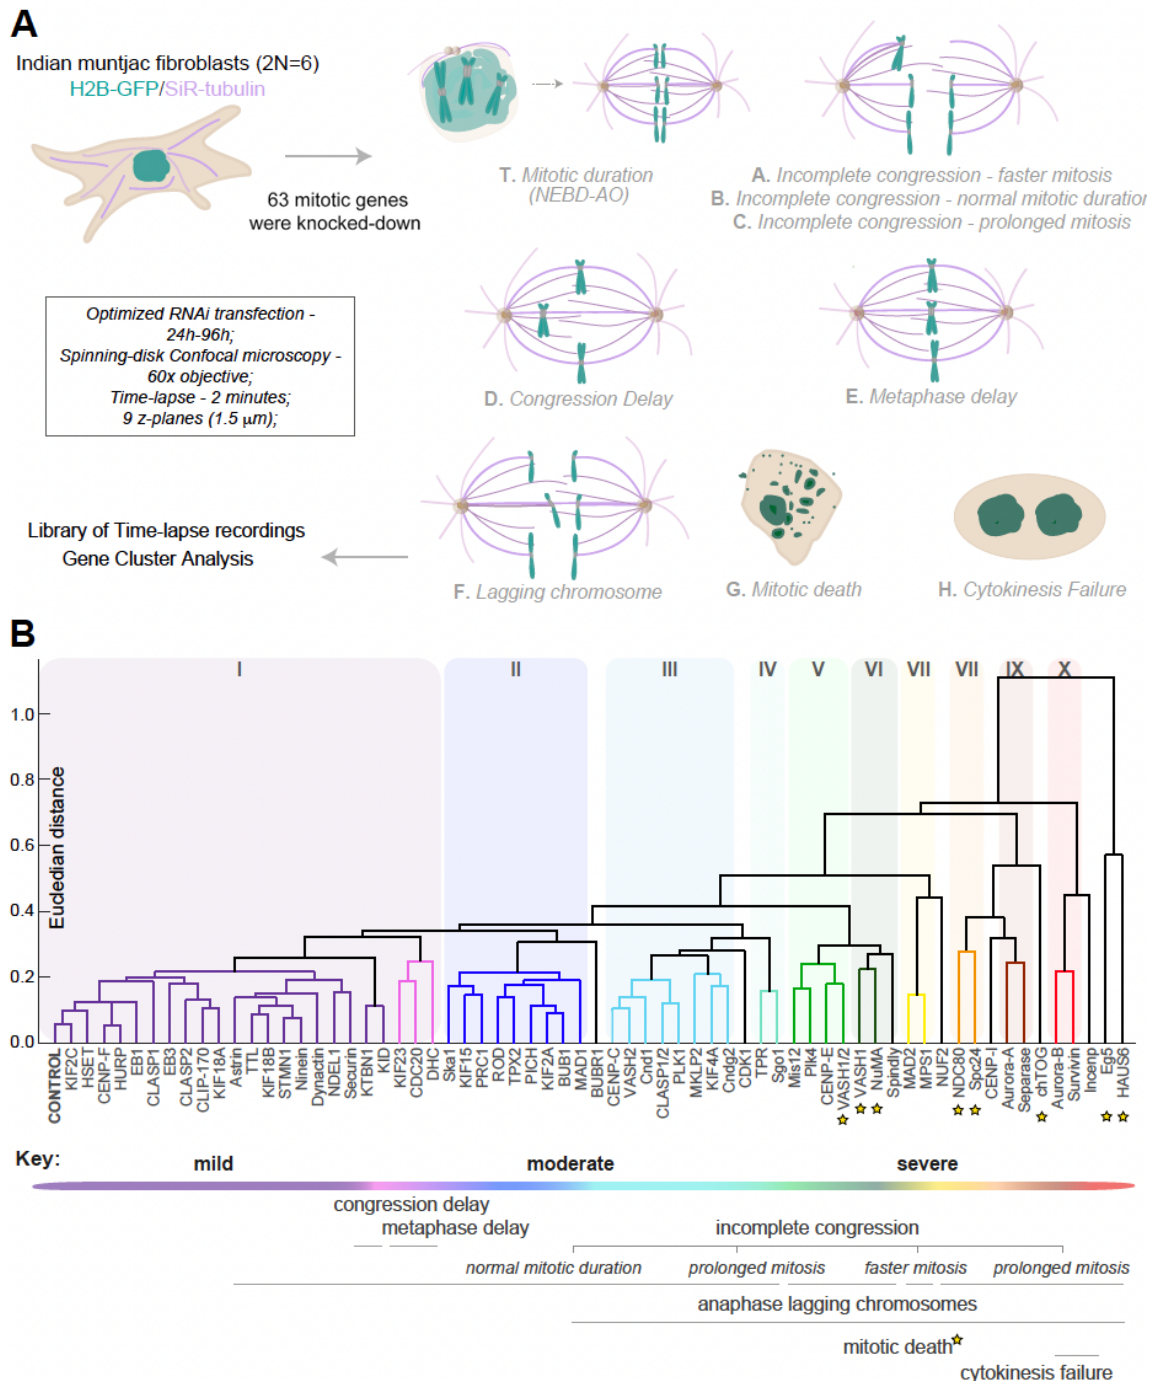 A
Indian muntjac fibroblasts (2N=6)
H2B-GFP/SiR-tubulin
63 mitotic genes
were knocked-down
T. Mitotic duration
(NEBD-AO)
A. Incomplete congression - faster mitosis
B. Incomplete congression - normal mitotic duration
C. Incomplete congression - prolonged mitosis
Optimized RNAi transfection -
24h-96h;
Spinning-disk Confocal microscopy -
60x objective;
Time-lapse - 2 minutes;
9 z-planes (1.5 µm);
D. Congression Delay
E. Metaphase delay
Library of Time-lapse recordings
Gene Cluster Analysis
F. Lagging chromosome
G. Mitotic death
H. Cytokinesis Failure
B
I
II
III
IV
V
VI
VII
VII
IX
X
Eudedian distance
1.0
0.8
0.6
0.4
0.2
0.0
CONTROL
KIF2C
HSET
CENP-F
HURP
EB1
CLASP1
EB3
CLASP2
CLIP-170
KIF18A
Astrin
TTL
KIF18B
STMN1
Ninein
Dynactin
NDEL1
Securin
KTBN1
KID
KIF23
CDC20
DHC
Ska1
KIF15
PRC1
ROD
TPX2
PICH
KIF2A
BUB1
MAD1
BUBR1
CENP-C
VASH2
Cnd1
CLASP1/2
PLK1
MKLP2
KIF4A
Cndg2
CDK1
TPR
Sgo1
Mis12
Plk4
CENP-E
VASH1/2
VASH1
NuMA
Spindly
MAD2
MPS1
NUF2
NDC80
Spc24
CENP-I
Aurora-A
Separase
chTOG
Aurora-B
Survivin
Incenp
Eg5
HAUS6
Key:
mild
moderate
severe
congression delay
metaphase delay
incomplete congression
normal mitotic duration
prolonged mitosis
faster mitosis
prolonged mitosis
anaphase lagging chromosomes
mitotic death
cytokinesis failure